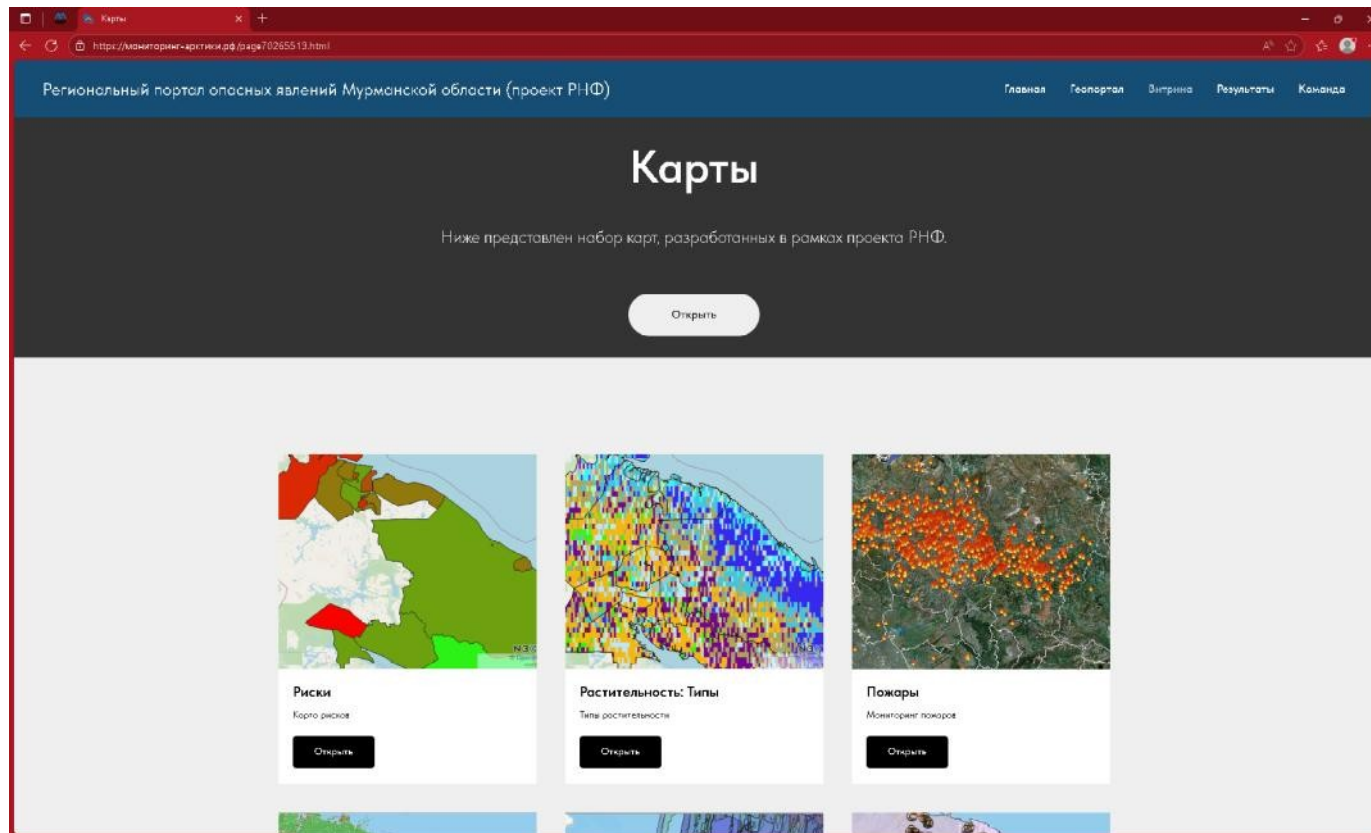 Карты
https://мониторинг-арктики.рф/page70265513.html
Региональный портал опасных явлений Мурманской области (проект РНФ)
Главная Геопортал Витрина Результаты Команда
Карты
Ниже представлен набор карт, разработанных в рамках проекта РНФ.
Открыть
Риски Растительность: Типы Пожары
Карта рисков Типы растительности Мониторинг пожаров
Открыть Открыть Открыть